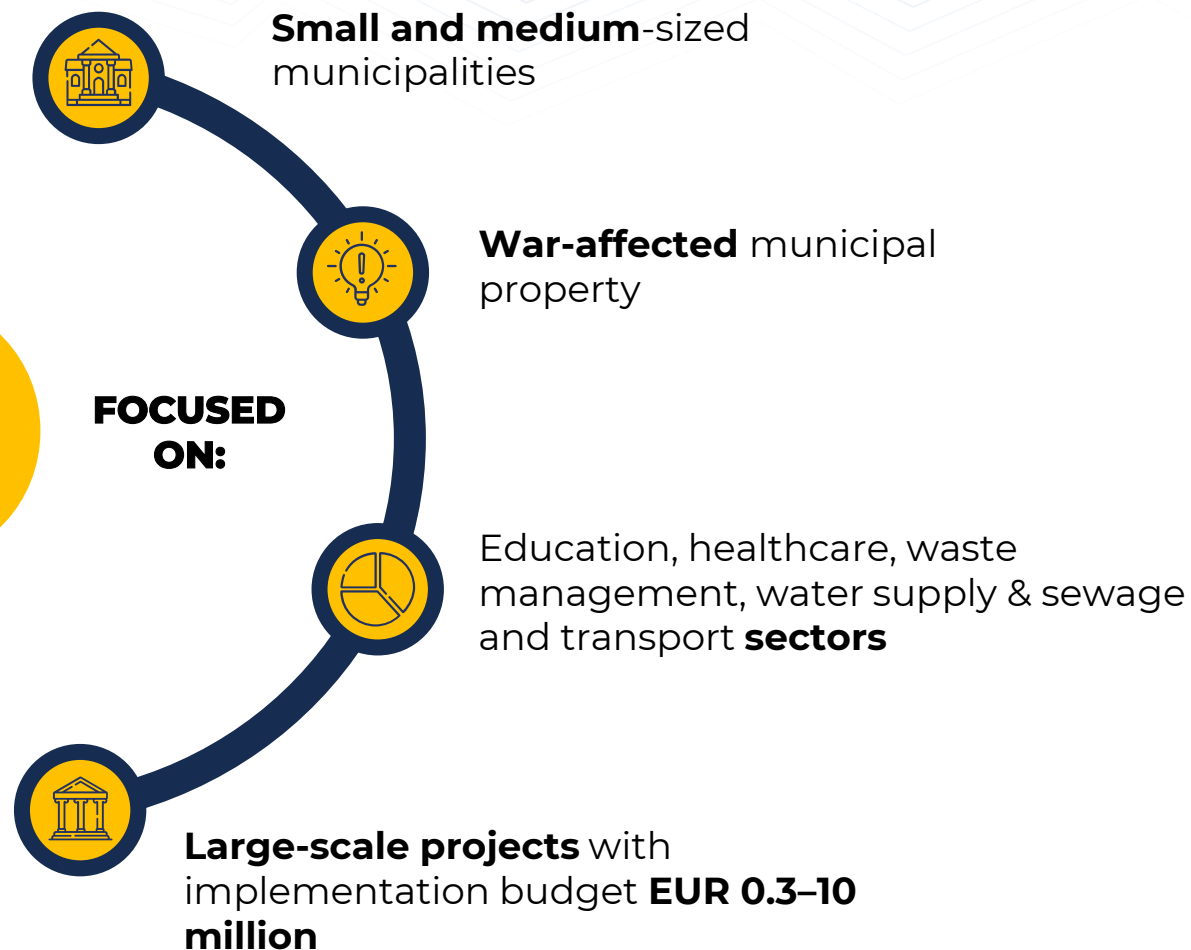 Small and medium-sized
municipalities
War-affected municipal
property
FOCUSED
ON:
Education, healthcare, waste
management, water supply & sewage
and transport sectors
Large-scale projects with
implementation budget EUR 0.3–10
million